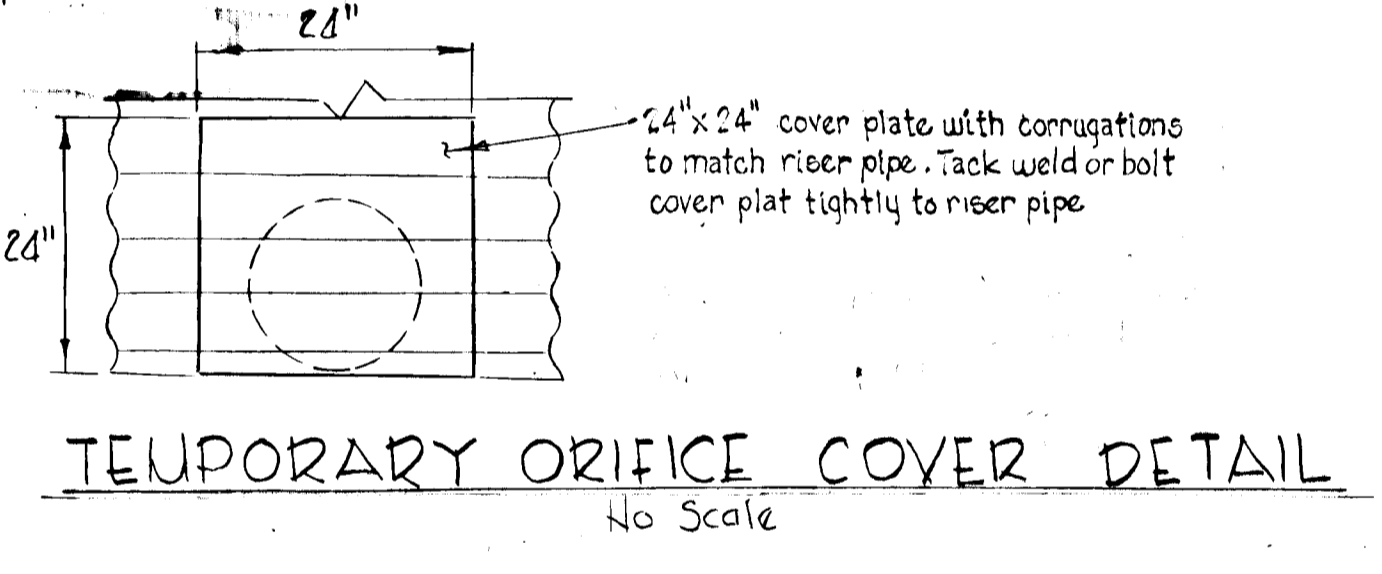 24"
24"
24"x24" cover plate with corrugations
to match riser pipe. Tack weld or bolt
cover plat tightly to riser pipe
TEMPORARY ORIFICE COVER DETAIL
No Scale